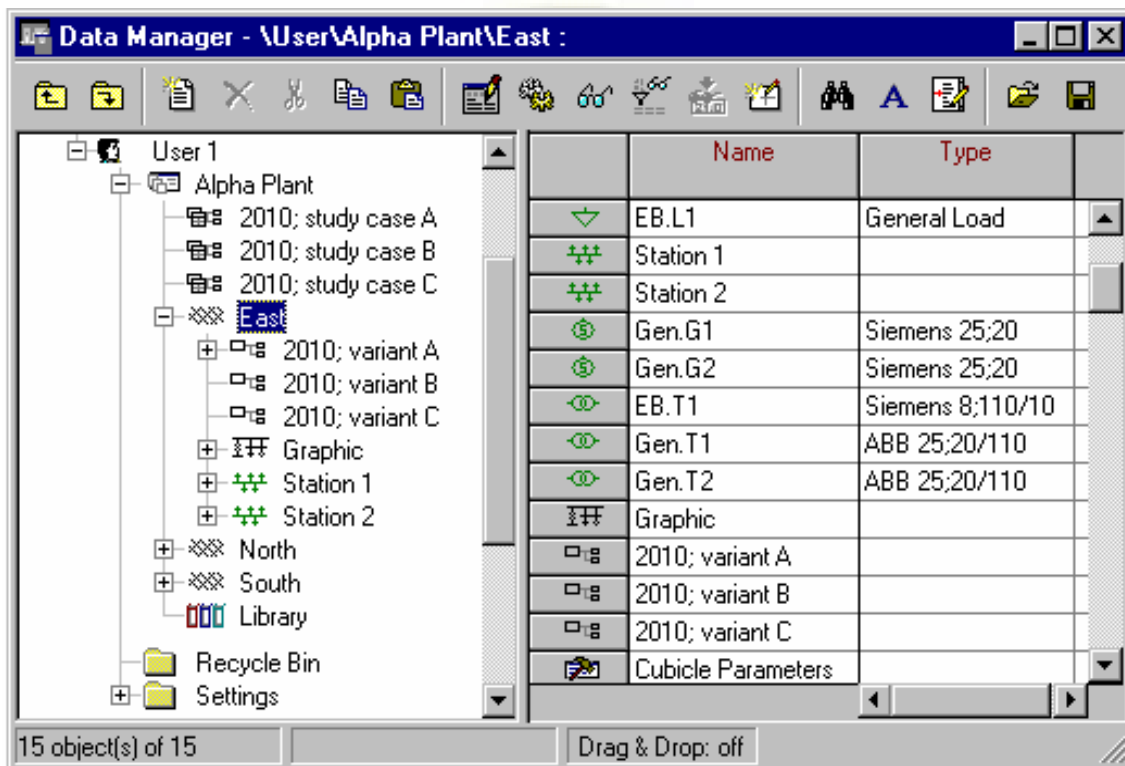 Data Manager - \User\Alpha Plant\East :
A
User 1
Alpha Plant
2010; study case A
2010; study case B
2010; study case C
East
2010; variant A
2010; variant B
2010; variant C
Graphic
Station 1
Station 2
North
South
Library
Recycle Bin
Settings
Name Type
EB.L1 General Load
Station 1
Station 2
Gen.G1 Siemens 25;20
Gen.G2 Siemens 25;20
EB.T1 Siemens 8;110/10
Gen.T1 ABB 25;20/110
Gen.T2 ABB 25;20/110
Graphic
2010; variant A
2010; variant B
2010; variant C
Cubicle Parameters
15 object(s) of 15 Drag & Drop: off